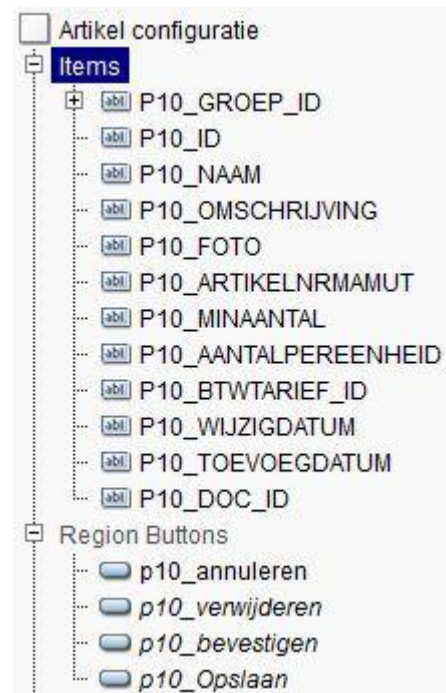 Artikel configuratie
Items
P10_GROEP_ID
P10_ID
P10_NAAM
P10_OMSCHRIJVING
P10_FOTO
P10_ARTIKELNRMAMUT
P10_MINAANTAL
P10_AANTALPEREENHEID
P10_BTWTARIEF_ID
P10_WIJZIGDATUM
P10_TOEVOEGDATUM
P10_DOC_ID
Region Buttons
p10_annuleren
p10_verwijderen
p10_bevestigen
p10_Opslaan